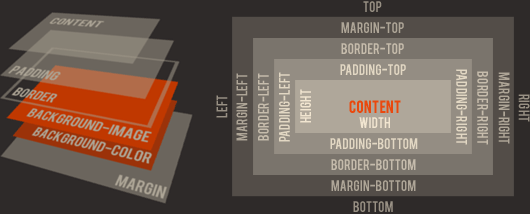 CONTENT
PADDING
BORDER
BACKGROUND-IMAGE
BACKGROUND-COLOR
MARGIN
TOP
MARGIN-TOP
BORDER-TOP
PADDING-TOP
LEFT
MARGIN-LEFT
BORDER-LEFT
PADDING-LEFT
HEIGHT
CONTENT
WIDTH
PADDING-RIGHT
BORDER-RIGHT
MARGIN-RIGHT
RIGHT
PADDING-BOTTOM
BORDER-BOTTOM
MARGIN-BOTTOM
BOTTOM